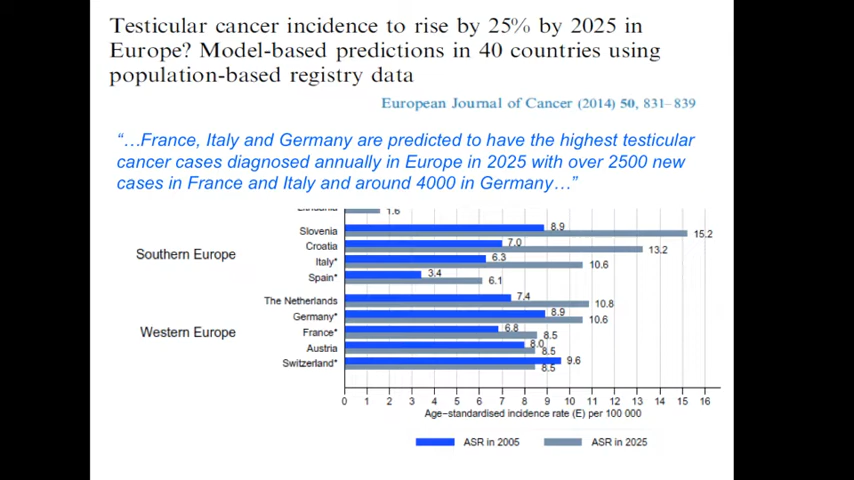 Testicular cancer incidence to rise by 25% by 2025 in
Europe? Model-based predictions in 40 countries using
population-based registry data
European Journal of Cancer (2014) 50, 831–839
“…France, Italy and Germany are predicted to have the highest testicular
cancer cases diagnosed annually in Europe in 2025 with over 2500 new
cases in France and Italy and around 4000 in Germany…”
Lithuania 1.6
Southern Europe
Slovenia 8.9 15.2
Croatia 7.0 13.2
Italy* 6.3 10.6
Spain* 3.4 6.1
Western Europe
The Netherlands 7.4 10.8
Germany* 8.9 10.6
France* 6.8 8.5
Austria 8.0 8.5
Switzerland* 9.6 8.5
0 1 2 3 4 5 6 7 8 9 10 11 12 13 14 15 16
Age-standardised incidence rate (E) per 100 000
ASR in 2005 ASR in 2025